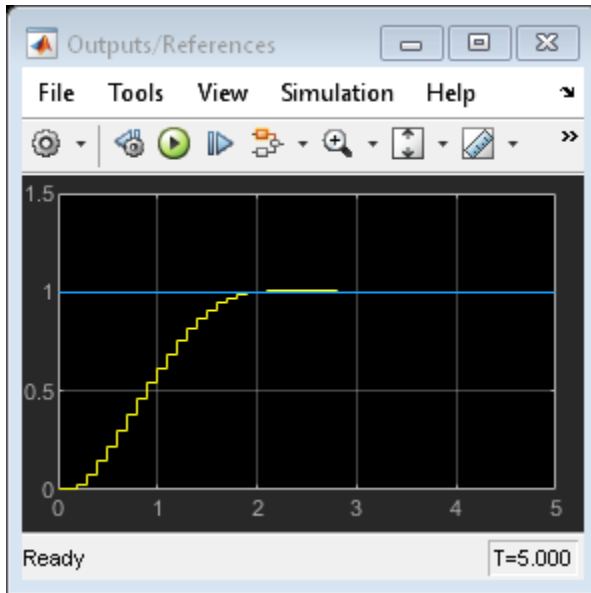 Outputs/References
File Tools View Simulation Help
1.5
1
0.5
0
0 1 2 3 4 5
Ready T=5.000